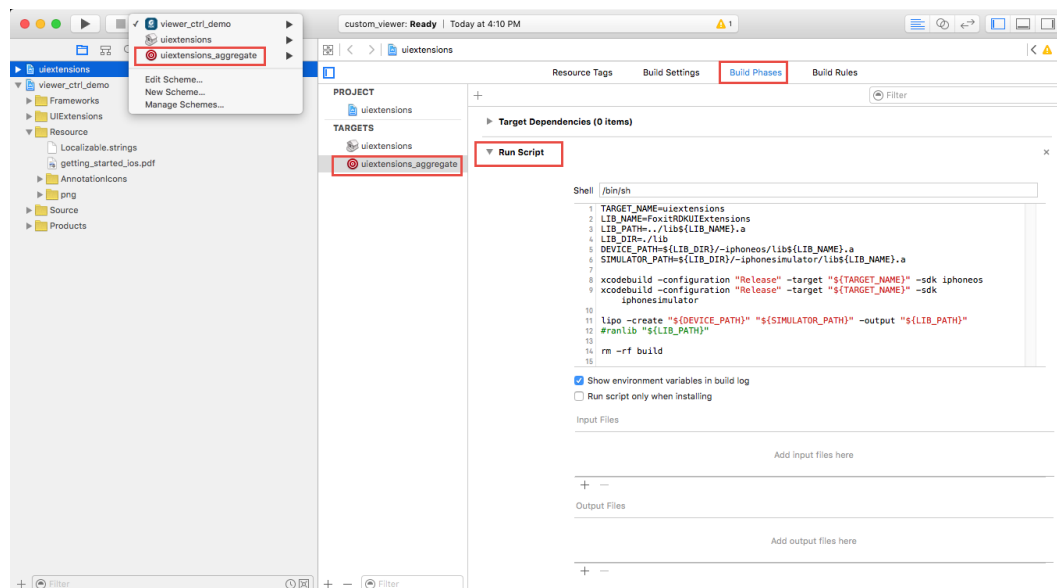 viewer_ctrl_demo
uiextensions
uiextensions_aggregate
Edit Scheme...
New Scheme...
Manage Schemes...
custom_viewer: Ready | Today at 4:10 PM
1
uiextensions
uiextensions
viewer_ctrl_demo
Frameworks
UIExtensions
Resource
Localizable.strings
getting_started_ios.pdf
AnnotationIcons
png
Source
Products
Filter
PROJECT
uiextensions
TARGETS
uiextensions
uiextensions_aggregate
Filter
Resource Tags
Build Settings
Build Phases
Build Rules
Filter
Target Dependencies (0 items)
Run Script
Shell /bin/sh
1 TARGET_NAME=uiextensions
2 LIB_NAME=FoxitRDKUIExtensions
3 LIB_PATH=../lib${LIB_NAME}.a
4 LIB_DIR=./lib
5 DEVICE_PATH=${LIB_DIR}/-iphoneos/lib${LIB_NAME}.a
6 SIMULATOR_PATH=${LIB_DIR}/-iphonesimulator/lib${LIB_NAME}.a
7
8 xcodebuild -configuration "Release" -target "${TARGET_NAME}" -sdk iphoneos
9 xcodebuild -configuration "Release" -target "${TARGET_NAME}" -sdk
iphonesimulator
10
11 lipo -create "${DEVICE_PATH}" "${SIMULATOR_PATH}" -output "${LIB_PATH}"
12 #ranlib "${LIB_PATH}"
13
14 rm -rf build
15
Show environment variables in build log
Run script only when installing
Input Files
Add input files here
Output Files
Add output files here